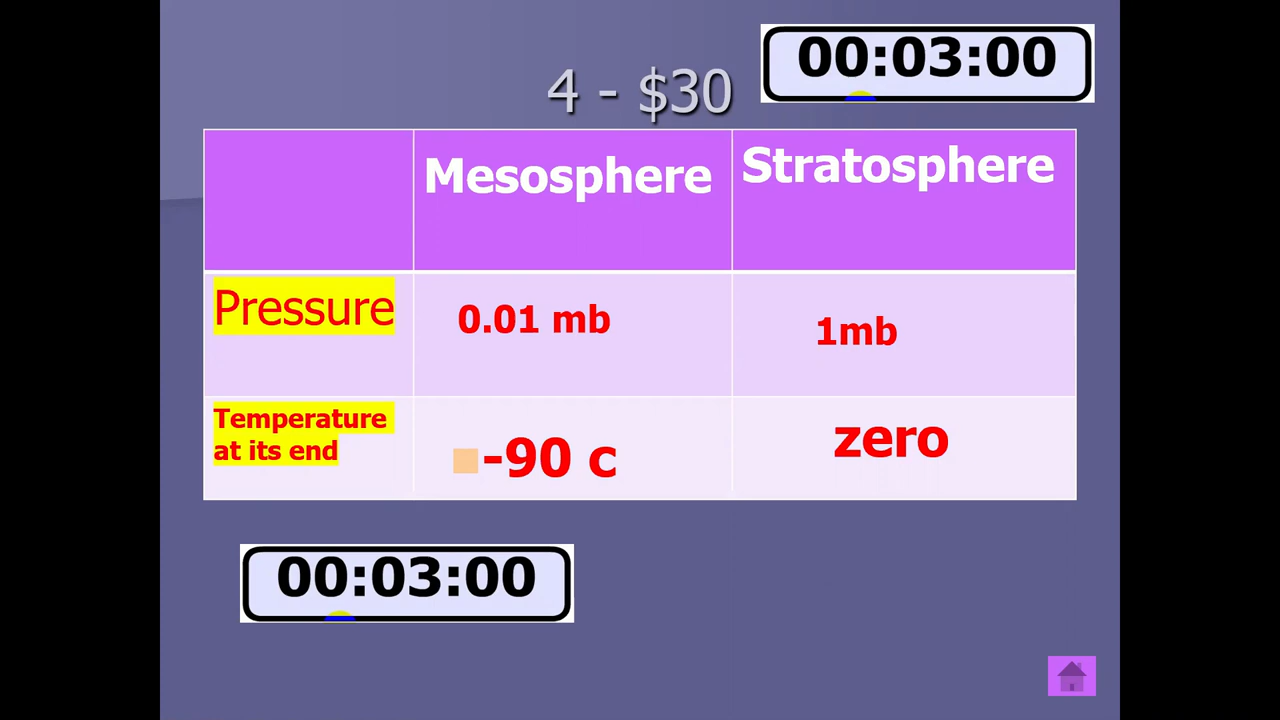 00:03:00
4 - $30
Mesosphere
Stratosphere
Pressure
0.01 mb
1mb
Temperature
at its end
-90 c
zero
00:03:00